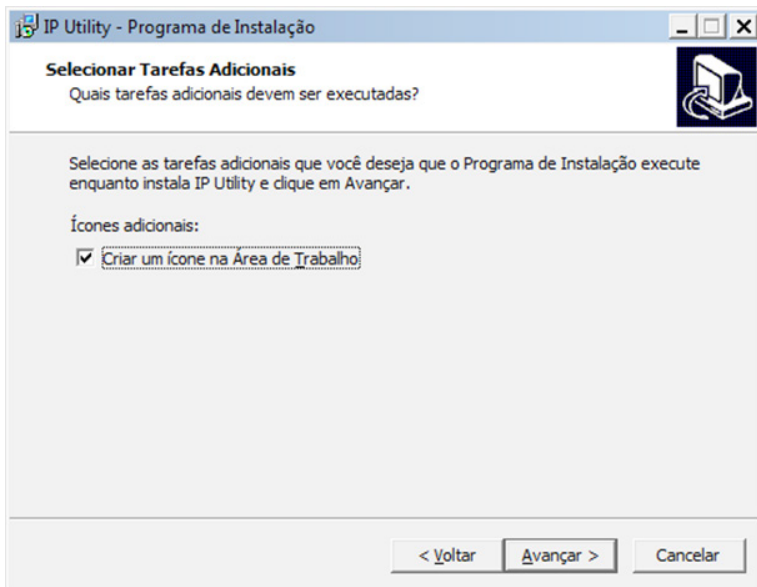 IP Utility - Programa de Instalação
Selecionar Tarefas Adicionais
Quais tarefas adicionais devem ser executadas?
Selecione as tarefas adicionais que você deseja que o Programa de Instalação execute
enquanto instala IP Utility e clique em Avançar.
Ícones adicionais:
Criar um ícone na Área de Trabalho
< Voltar Avançar > Cancelar